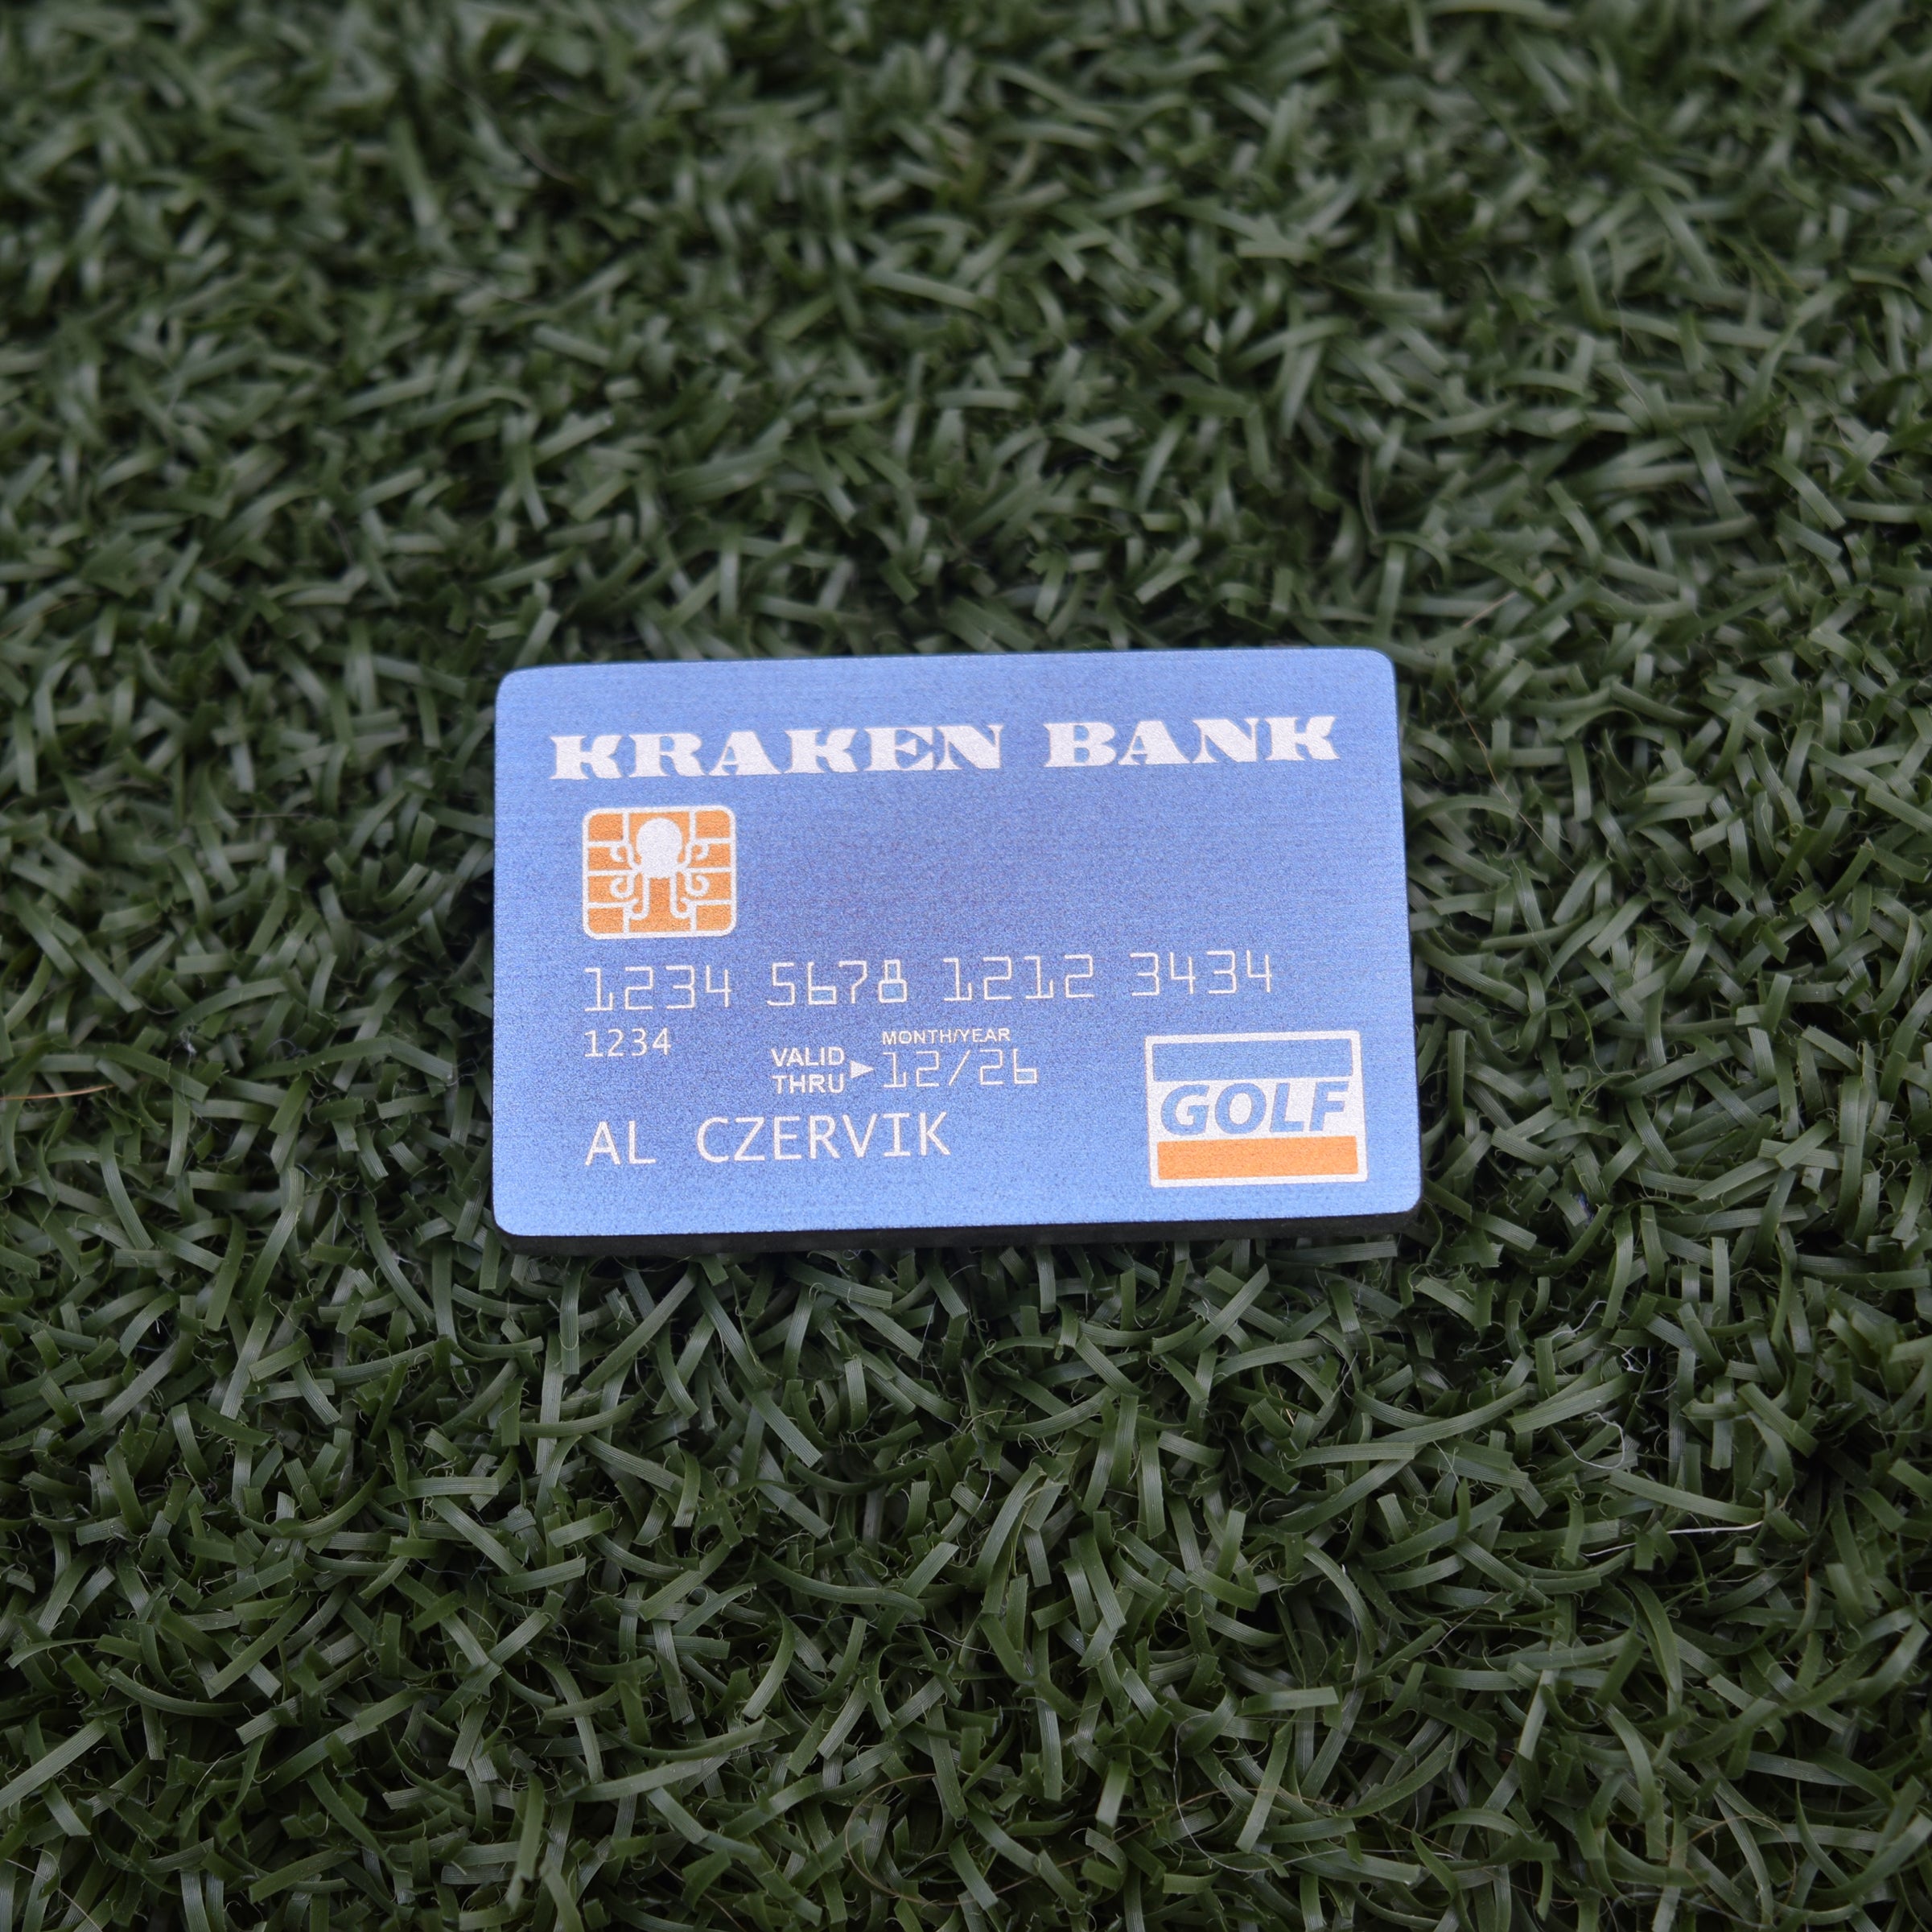 KRAKEN BANK
1234 5678 1212 3434
1234
MONTH/YEAR
VALID THRU 12/26
AL CZERVIK
GOLF